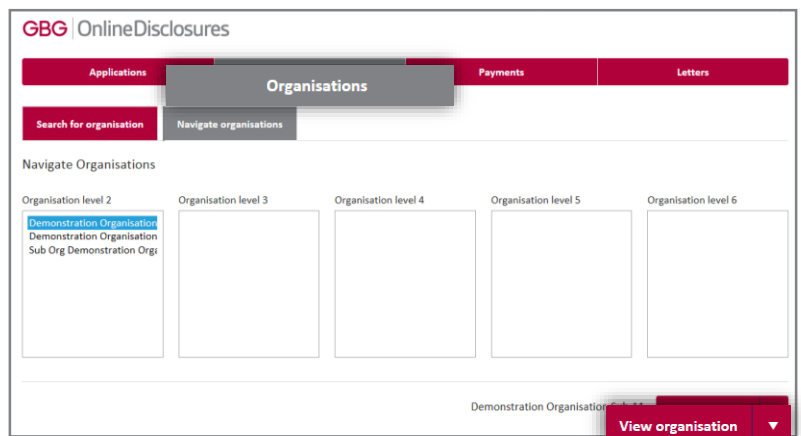 GBG OnlineDisclosures
Applications Organisations Payments Letters
Search for organisation Navigate organisations
Navigate Organisations
Organisation level 2 Organisation level 3 Organisation level 4 Organisation level 5 Organisation level 6
Demonstration Organisation
Demonstration Organisation
Sub Org Demonstration Orga
Demonstration Organisation
View organisation